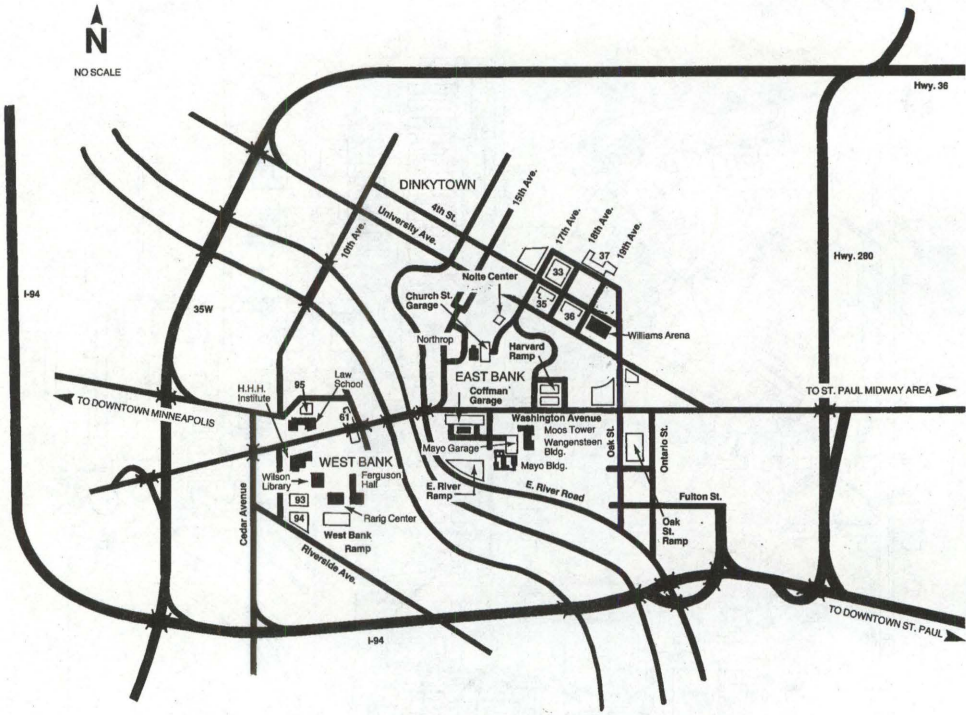 N
NO SCALE
Hwy. 36
DINKYTOWN
4th St.
University Ave.
10th Ave.
15th Ave.
17th Ave.
18th Ave.
19th Ave.
37
33
35
36
Hwy. 280
I-94
35W
Nolte Center
Church St.
Garage
Northrop
Williams Arena
Harvard
Ramp
EAST BANK
Coffman
Garage
TO ST. PAUL MIDWAY AREA
TO DOWNTOWN MINNEAPOLIS
H.H.H.
Institute
95
Law
School
61
Washington Avenue
Moos Tower
Mayo Garage
Wangensteen
Bldg.
Mayo Bldg.
Oak St.
Ontario St.
WEST BANK
Wilson
Library
Ferguson
Hall
E. River
Ramp
E. River Road
Fulton St.
93
94
Rarig Center
West Bank
Ramp
Oak
St.
Ramp
Cedar Avenue
Riverside Ave.
I-94
TO DOWNTOWN ST. PAUL